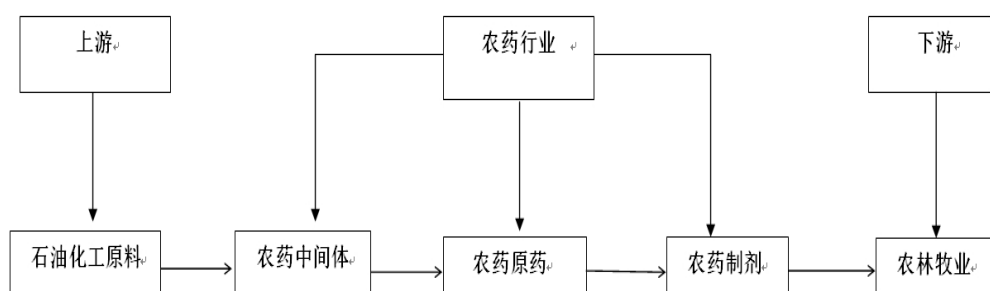 上游
农药行业
下游
石油化工原料
农药中间体
农药原药
农药制剂
农林牧业